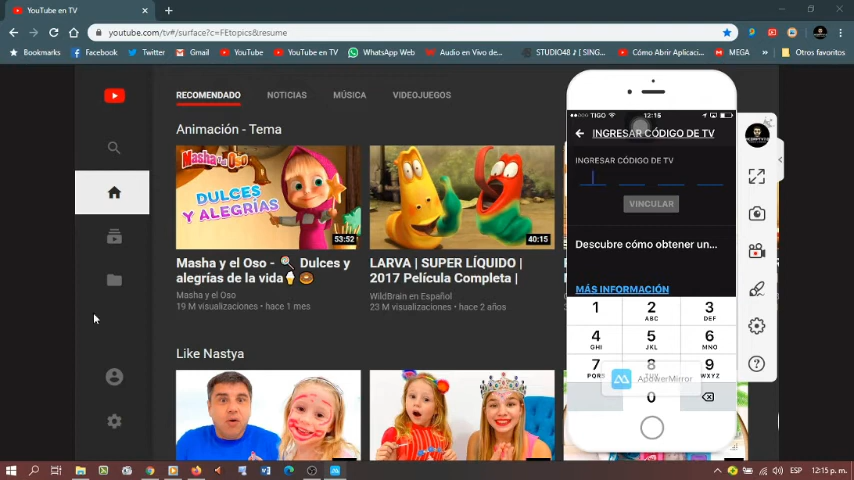 YouTube en TV
youtube.com/tv#/surface?c=FEtopics&resume
Bookmarks
Facebook
Twitter
Gmail
YouTube
YouTube en TV
WhatsApp Web
Audio en Vivo de...
STUDIO48 ♪ [ SING...
Cómo Abrir Aplicaci...
MEGA
»
Otros favoritos
RECOMENDADO
NOTICIAS
MÚSICA
VIDEOJUEGOS
Animación - Tema
Masha y el Oso
DULCES
Y ALEGRÍAS
53:52
40:15
Masha y el Oso - 🍭 Dulces y
alegrías de la vida🍦🍩
Masha y el Oso
19 M visualizaciones • hace 1 mes
LARVA | SUPER LÍQUIDO |
2017 Película Completa |
WildBrain en Español
23 M visualizaciones • hace 2 años
Like Nastya
TIGO
12:15
INGRESAR CÓDIGO DE TV
INGRESAR CÓDIGO DE TV
VINCULAR
Descubre cómo obtener un...
MÁS INFORMACIÓN
1
2 ABC
3 DEF
4 GHI
5 JKL
6 MNO
7 PQRS
8
9 WXYZ
0
ApowerMirror
ESP
12:15 p. m.